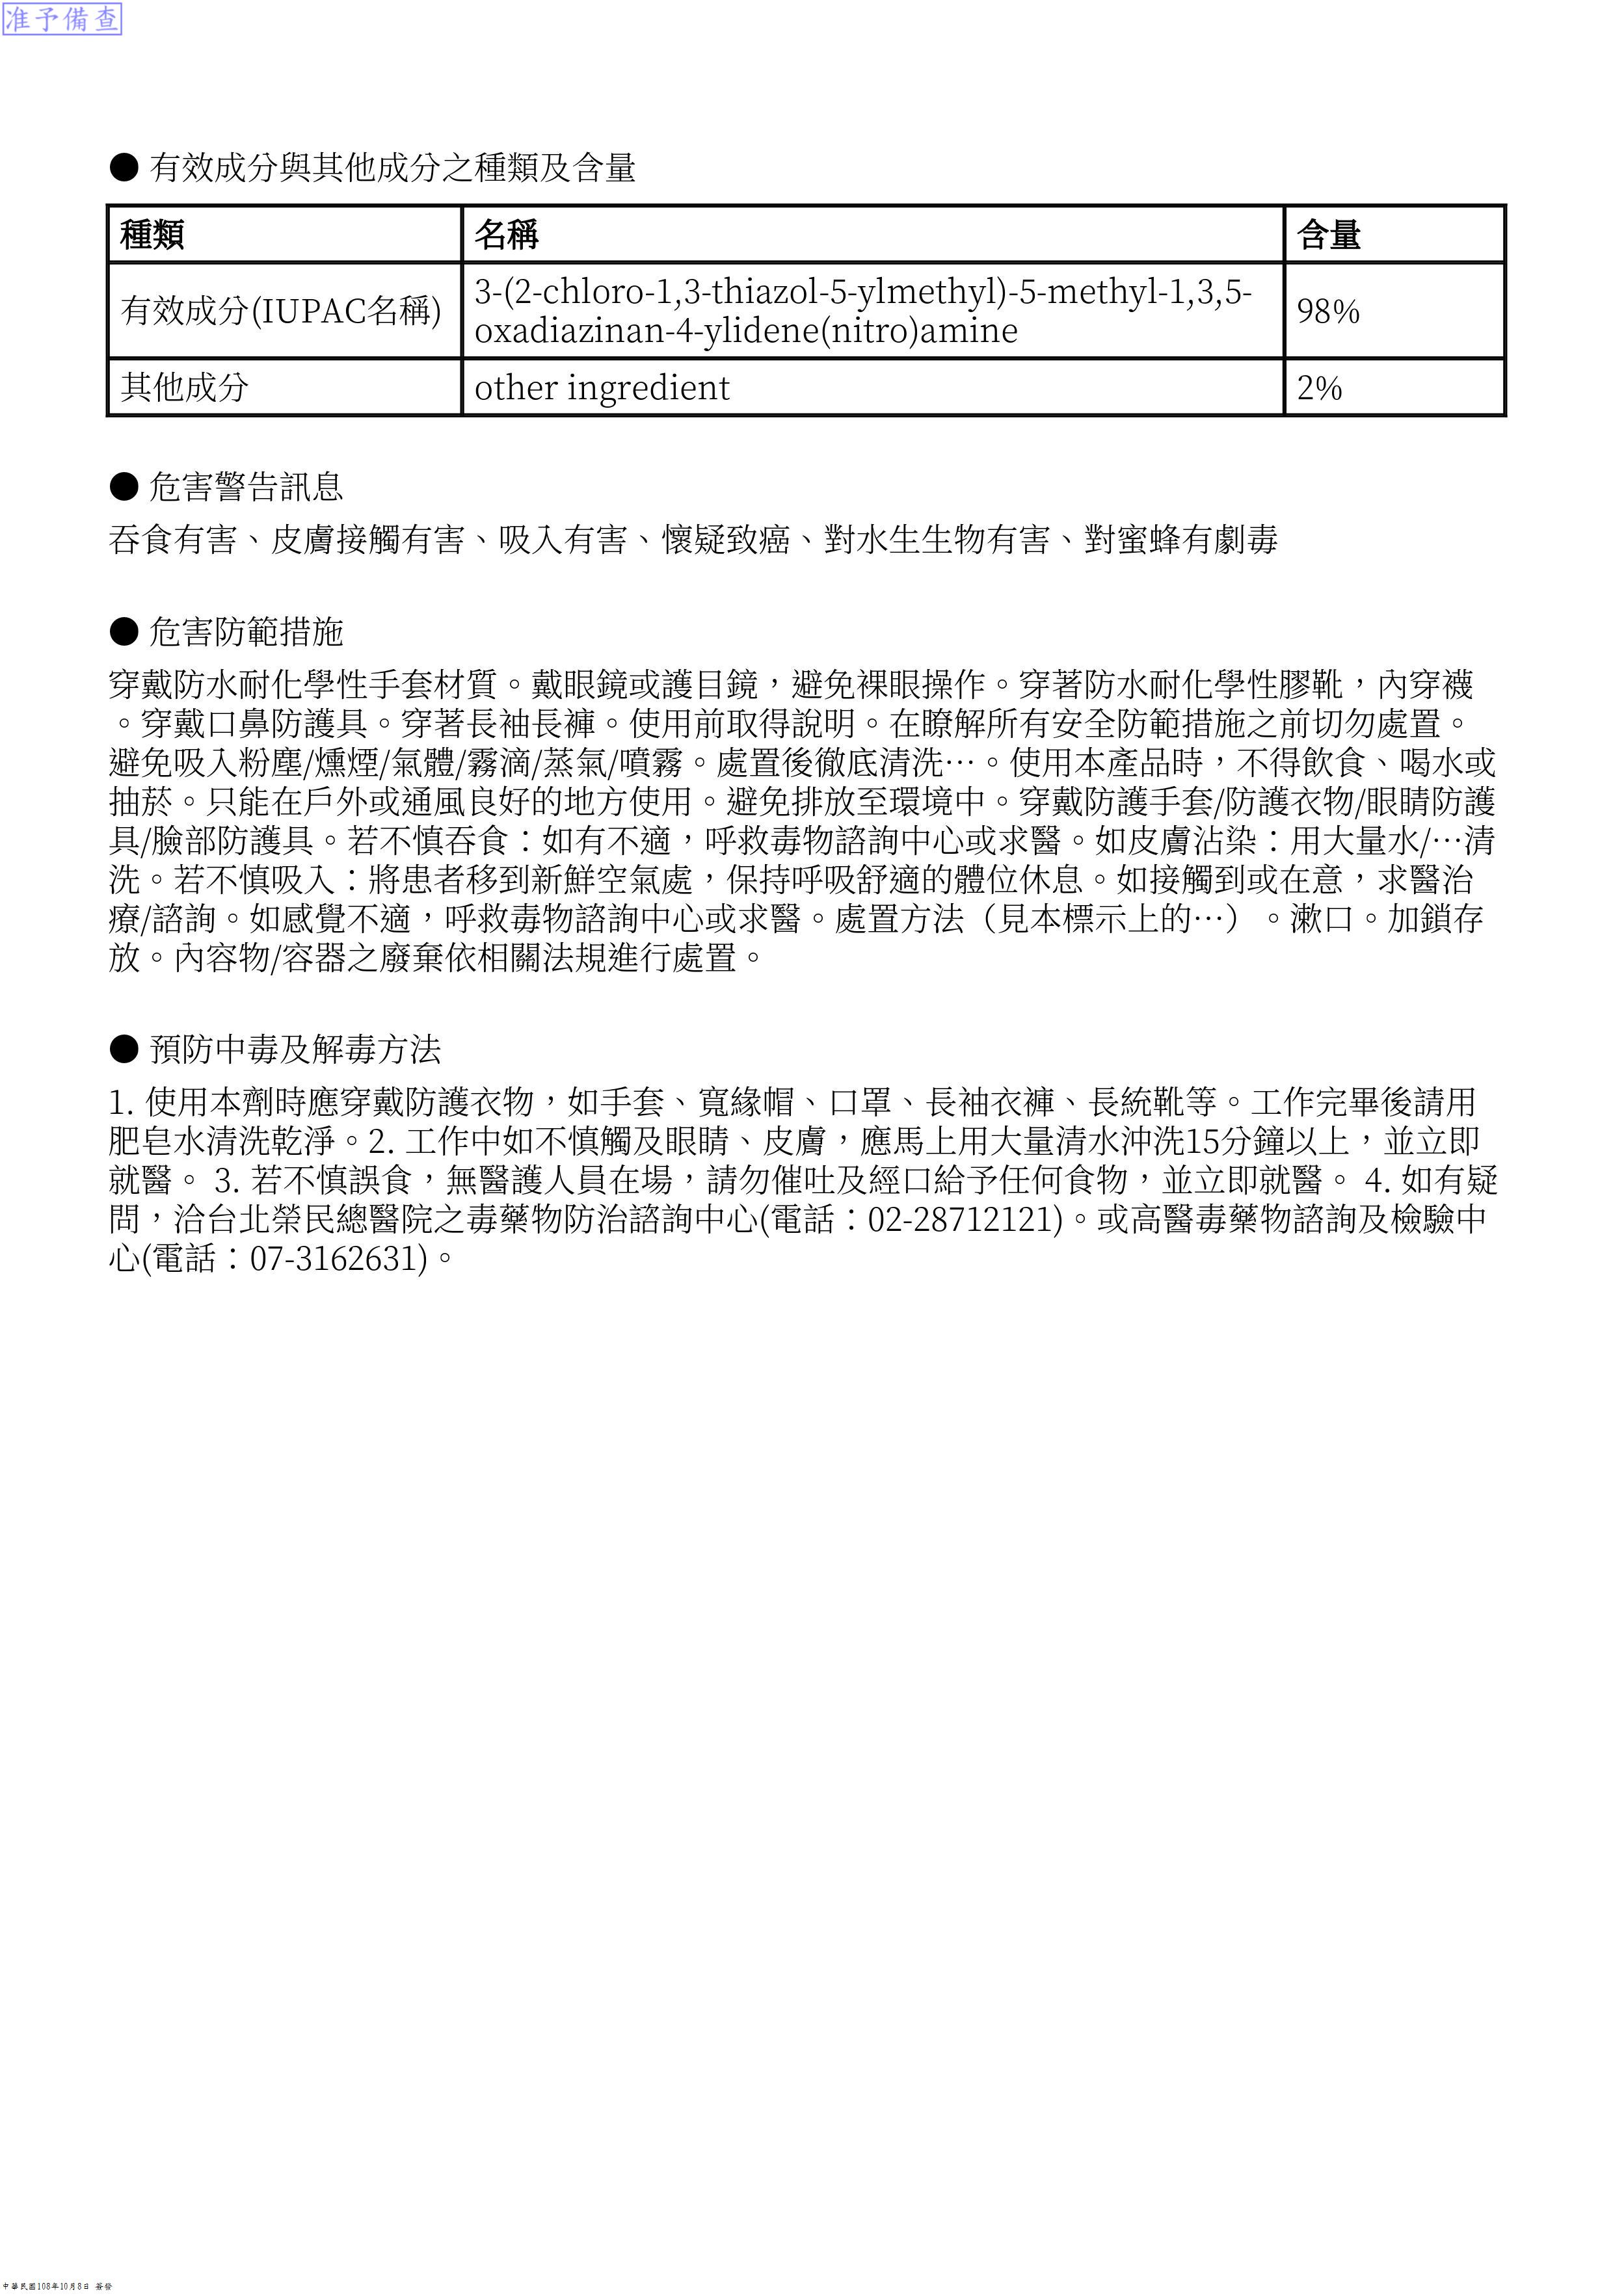 准予備查
● 有效成分與其他成分之種類及含量
種類 名稱 含量
有效成分(IUPAC名稱) 3-(2-chloro-1,3-thiazol-5-ylmethyl)-5-methyl-1,3,5-
oxadiazinan-4-ylidene(nitro)amine 98%
其他成分 other ingredient 2%
● 危害警告訊息
吞食有害、皮膚接觸有害、吸入有害、懷疑致癌、對水生生物有害、對蜜蜂有劇毒
● 危害防範措施
穿戴防水耐化學性手套材質。戴眼鏡或護目鏡，避免裸眼操作。穿著防水耐化學性膠靴，內穿襪
。穿戴口鼻防護具。穿著長袖長褲。使用前取得說明。在瞭解所有安全防範措施之前切勿處置。
避免吸入粉塵/燻煙/氣體/霧滴/蒸氣/噴霧。處置後徹底清洗…。使用本產品時，不得飲食、喝水或
抽菸。只能在戶外或通風良好的地方使用。避免排放至環境中。穿戴防護手套/防護衣物/眼睛防護
具/臉部防護具。若不慎吞食：如有不適，呼救毒物諮詢中心或求醫。如皮膚沾染：用大量水/…清
洗。若不慎吸入：將患者移到新鮮空氣處，保持呼吸舒適的體位休息。如接觸到或在意，求醫治
療/諮詢。如感覺不適，呼救毒物諮詢中心或求醫。處置方法（見本標示上的…）。漱口。加鎖存
放。內容物/容器之廢棄依相關法規進行處置。
● 預防中毒及解毒方法
1. 使用本劑時應穿戴防護衣物，如手套、寬緣帽、口罩、長袖衣褲、長統靴等。工作完畢後請用
肥皂水清洗乾淨。2. 工作中如不慎觸及眼睛、皮膚，應馬上用大量清水沖洗15分鐘以上，並立即
就醫。 3. 若不慎誤食，無醫護人員在場，請勿催吐及經口給予任何食物，並立即就醫。 4. 如有疑
問，洽台北榮民總醫院之毒藥物防治諮詢中心(電話：02-28712121)。或高醫毒藥物諮詢及檢驗中
心(電話：07-3162631)。
中華民國108年10月8日 簽發